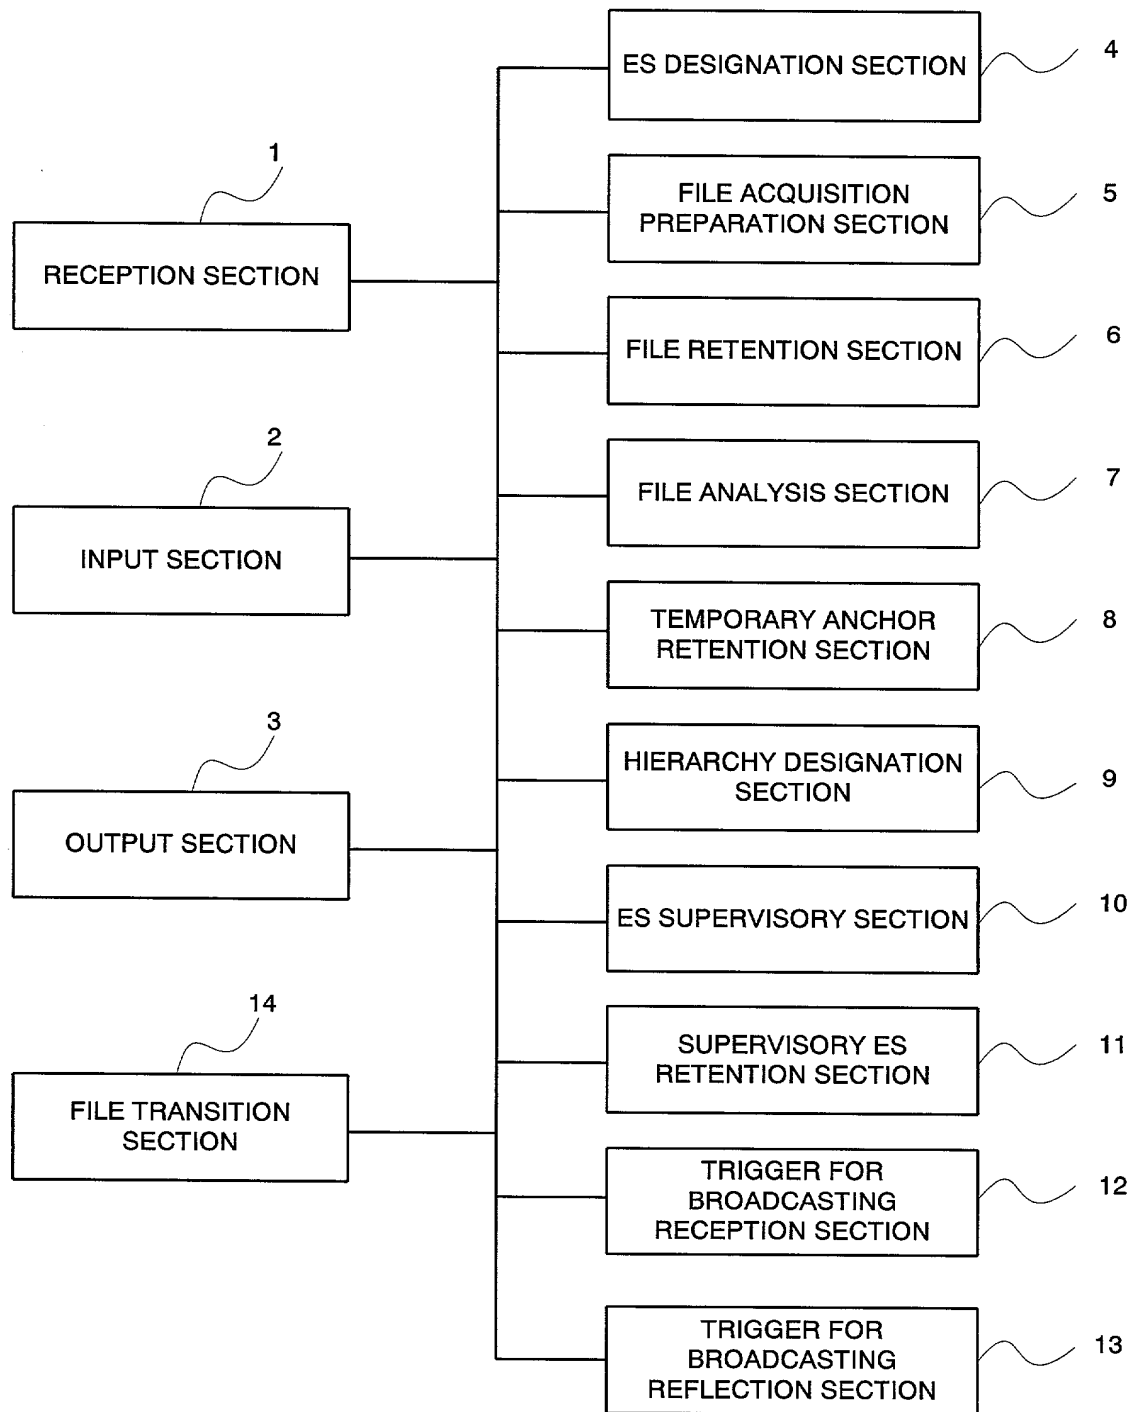 1
RECEPTION SECTION
2
INPUT SECTION
3
OUTPUT SECTION
14
FILE TRANSITION
SECTION
ES DESIGNATION SECTION
4
FILE ACQUISITION
PREPARATION SECTION
5
FILE RETENTION SECTION
6
FILE ANALYSIS SECTION
7
TEMPORARY ANCHOR
RETENTION SECTION
8
HIERARCHY DESIGNATION
SECTION
9
ES SUPERVISORY SECTION
10
SUPERVISORY ES
RETENTION SECTION
11
TRIGGER FOR
BROADCASTING
RECEPTION SECTION
12
TRIGGER FOR
BROADCASTING
REFLECTION SECTION
13